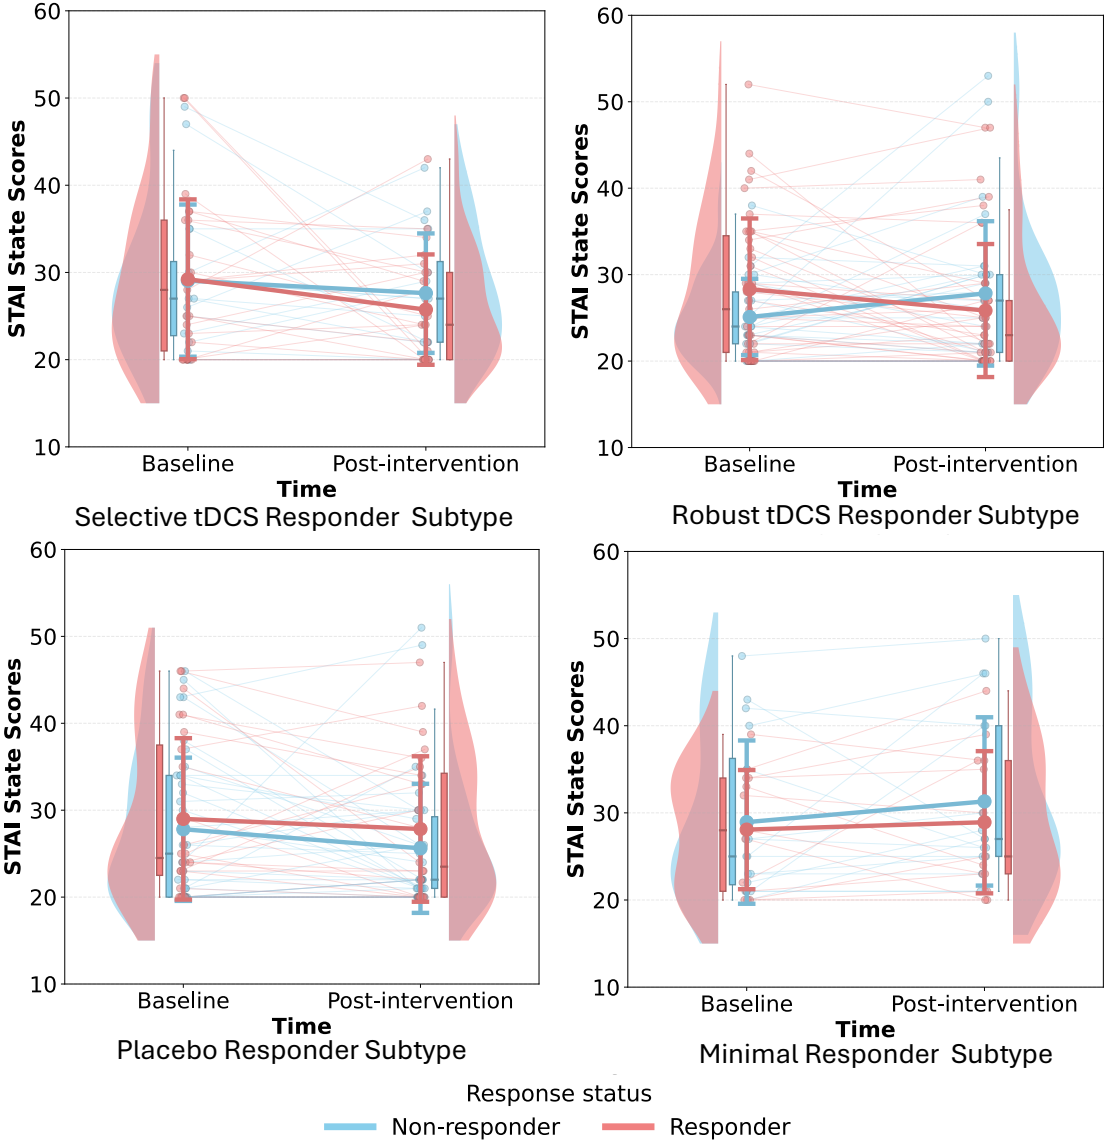 60
50
40
30
20
10
STAI State Scores
Baseline Post-intervention
Time
Selective tDCS Responder Subtype
60
50
40
30
20
10
STAI State Scores
Baseline Post-intervention
Time
Robust tDCS Responder Subtype
60
50
40
30
20
10
STAI State Scores
Baseline Post-intervention
Time
Placebo Responder Subtype
60
50
40
30
20
10
STAI State Scores
Baseline Post-intervention
Time
Minimal Responder Subtype
Response status
Non-responder Responder